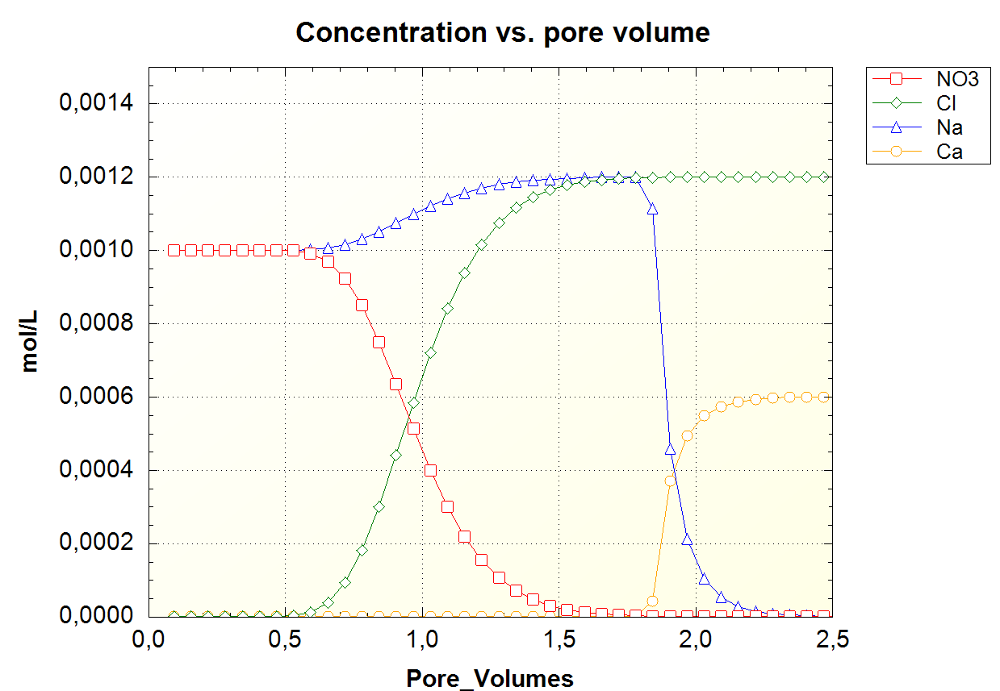 Concentration vs. pore volume
NO3
Cl
Na
Ca
0,0014
0,0012
0,0010
0,0008
0,0006
0,0004
0,0002
0,0000
mol/L
0,0
0,5
1,0
1,5
2,0
2,5
Pore_Volumes